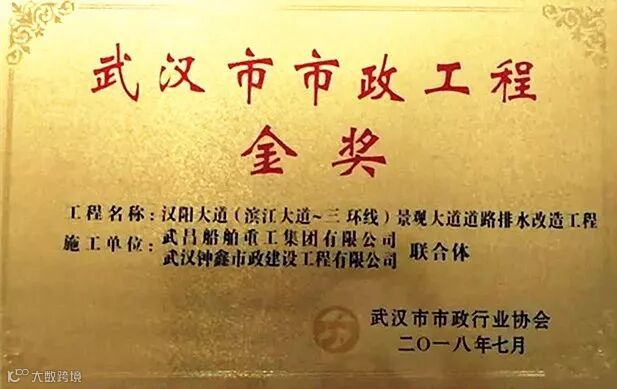 武汉市市政工程
金奖
工程名称：汉阳大道（滨江大道~三环线）景观大道道路排水改造工程
施工单位：武昌船舶重工集团有限公司
武汉钟鑫市政建设工程有限公司
联合体
武汉市市政行业协会
二〇一八年七月
大数跨境